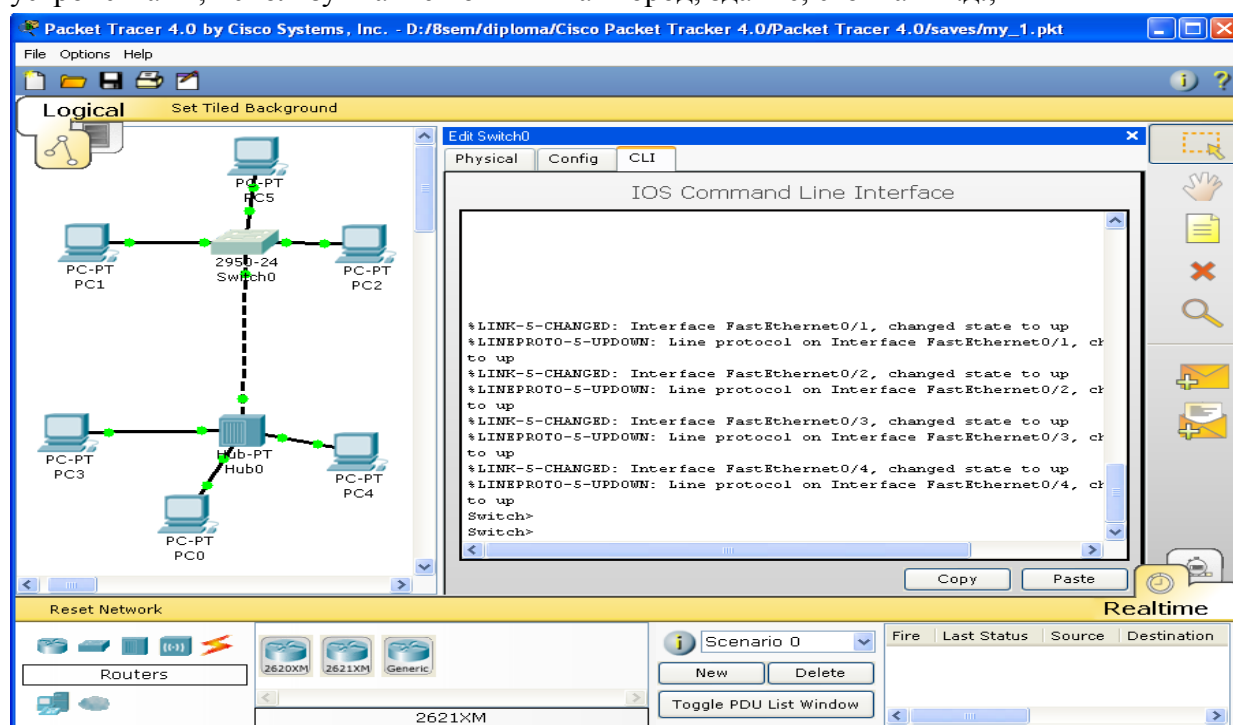 Packet Tracer 4.0 by Cisco Systems, Inc. - D:/8sem/diploma/Cisco Packet Tracker 4.0/Packet Tracer 4.0/saves/my_1.pkt
File Options Help
Logical Set Tiled Background
Edit Switch0
Physical Config CLI
IOS Command Line Interface
%LINK-5-CHANGED: Interface FastEthernet0/1, changed state to up
%LINEPROTO-5-UPDOWN: Line protocol on Interface FastEthernet0/1, ch
to up
%LINK-5-CHANGED: Interface FastEthernet0/2, changed state to up
%LINEPROTO-5-UPDOWN: Line protocol on Interface FastEthernet0/2, ch
to up
%LINK-5-CHANGED: Interface FastEthernet0/3, changed state to up
%LINEPROTO-5-UPDOWN: Line protocol on Interface FastEthernet0/3, ch
to up
%LINK-5-CHANGED: Interface FastEthernet0/4, changed state to up
%LINEPROTO-5-UPDOWN: Line protocol on Interface FastEthernet0/4, ch
to up
Switch>
Switch>
Copy Paste
PC-PT
PC5
PC-PT
PC1
2950-24
Switch0
PC-PT
PC2
PC-PT
PC3
Hub-PT
Hub0
PC-PT
PC4
PC-PT
PC0
Reset Network Realtime
Routers
2620XM 2621XM Generic
2621XM
Scenario 0
New Delete
Toggle PDU List Window
Fire Last Status Source Destination